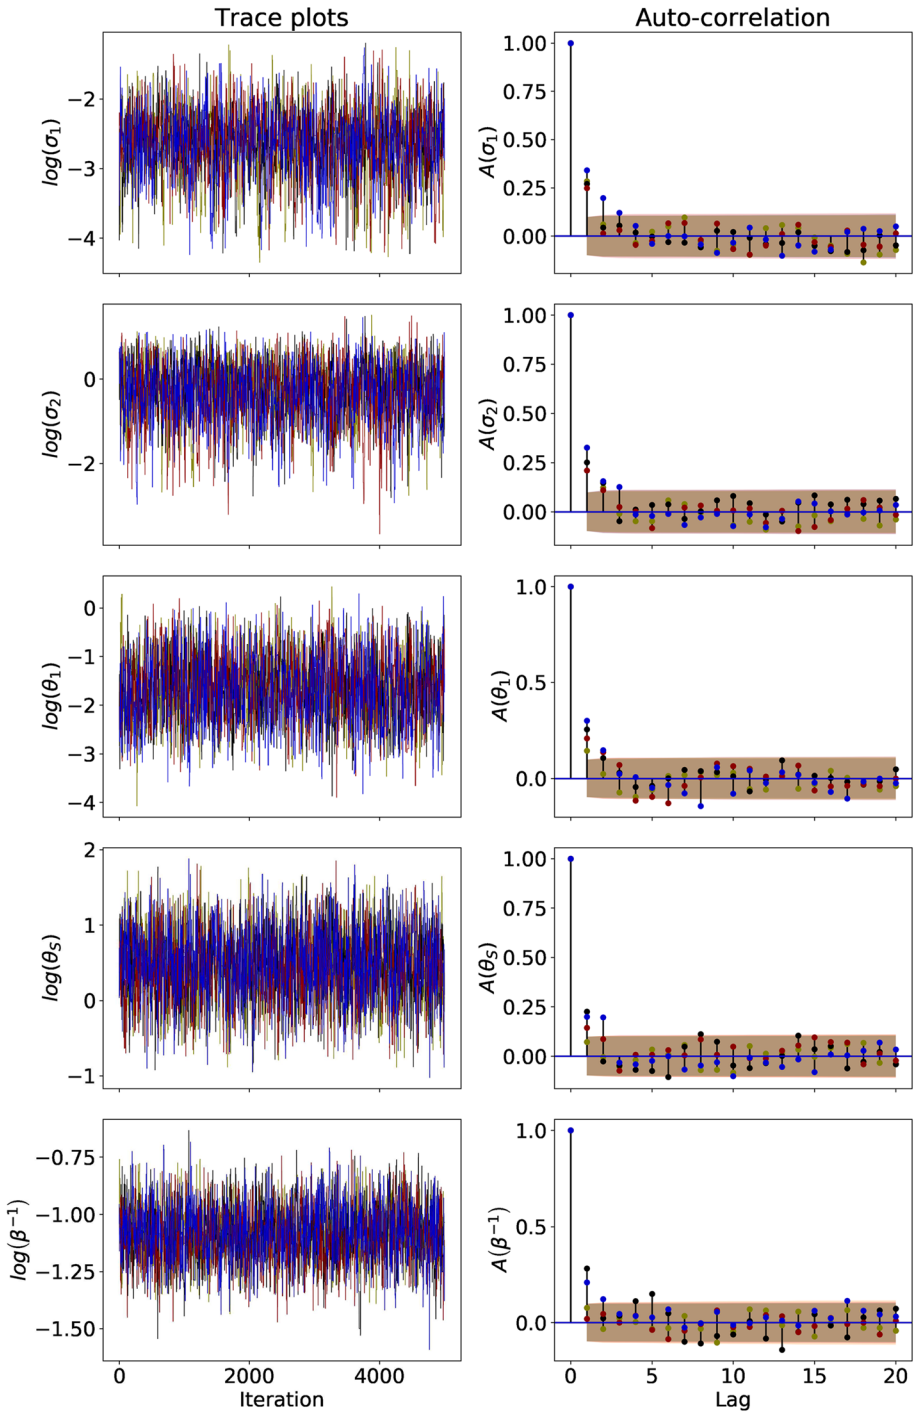 Trace plots
Auto-correlation
log(σ₁)
−2
−3
−4
A(σ₁)
1.00
0.75
0.50
0.25
0.00
log(σ₂)
0
−2
A(σ₂)
1.00
0.75
0.50
0.25
0.00
log(θ₁)
0
−1
−2
−3
−4
A(θ₁)
1.0
0.5
0.0
log(θ_S)
2
1
0
−1
A(θ_S)
1.00
0.75
0.50
0.25
0.00
log(β⁻¹)
−0.75
−1.00
−1.25
−1.50
A(β⁻¹)
1.0
0.5
0.0
0 2000 4000
Iteration
0 5 10 15 20
Lag